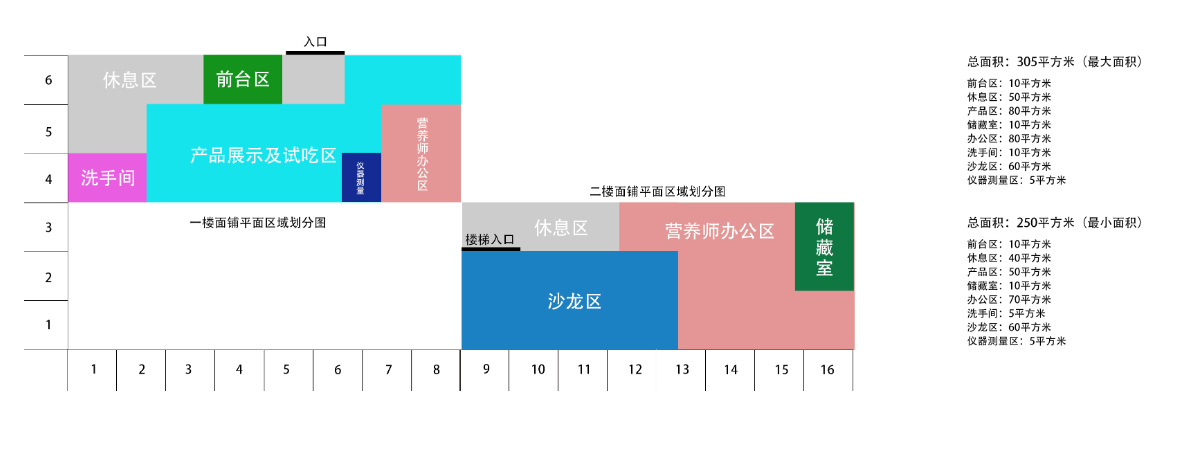 入口
6
5
4
3
2
1
休息区
前台区
产品展示及试吃区
营养师办公区
仪器测量
洗手间
一楼面铺平面区域划分图
二楼面铺平面区域划分图
楼梯入口
休息区
营养师办公区
储藏室
沙龙区
1 2 3 4 5 6 7 8 9 10 11 12 13 14 15 16
总面积：305平方米（最大面积）
前台区：10平方米
休息区：50平方米
产品区：80平方米
储藏室：10平方米
办公区：80平方米
洗手间：10平方米
沙龙区：60平方米
仪器测量区：5平方米
总面积：250平方米（最小面积）
前台区：10平方米
休息区：40平方米
产品区：50平方米
储藏室：10平方米
办公区：70平方米
洗手间：5平方米
沙龙区：60平方米
仪器测量区：5平方米